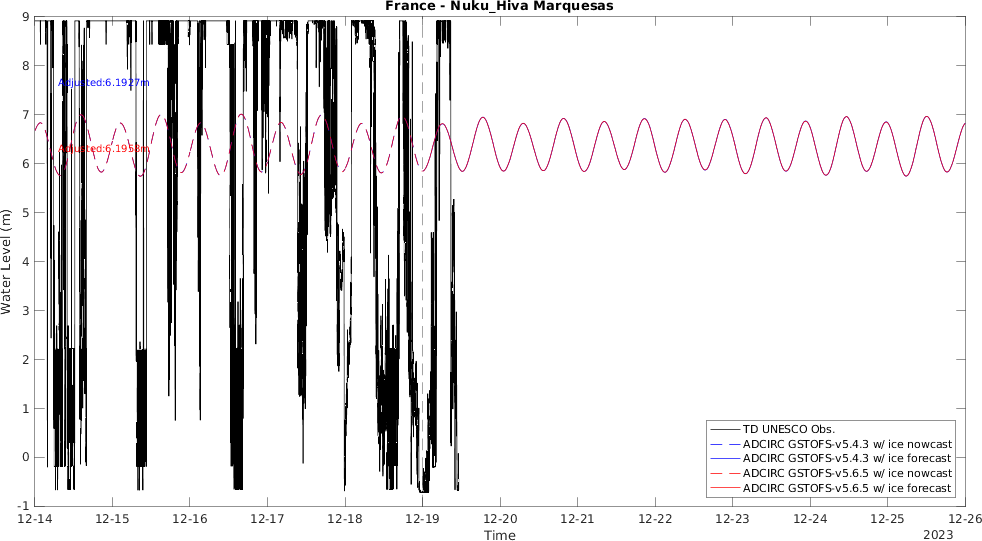 France - Nuku_Hiva Marquesas
9
8
7
6
5
4
3
2
1
0
-1
Water Level (m)
Adjusted:6.1927m
Adjusted:6.1953m
TD UNESCO Obs.
ADCIRC GSTOFS-v5.4.3 w/ ice nowcast
ADCIRC GSTOFS-v5.4.3 w/ ice forecast
ADCIRC GSTOFS-v5.6.5 w/ ice nowcast
ADCIRC GSTOFS-v5.6.5 w/ ice forecast
12-14 12-15 12-16 12-17 12-18 12-19 12-20 12-21 12-22 12-23 12-24 12-25 12-26
Time
2023